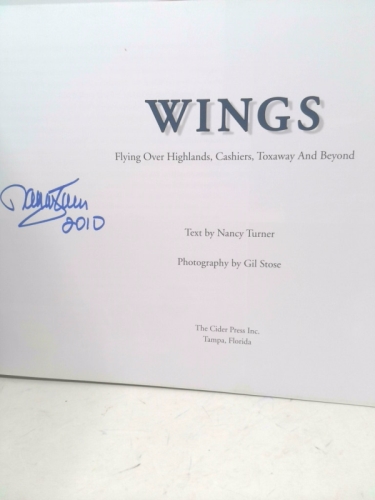 WINGS
Flying Over Highlands, Cashiers, Toxaway And Beyond
2010
Text by Nancy Turner
Photography by Gil Stose
The Cider Press Inc.
Tampa, Florida